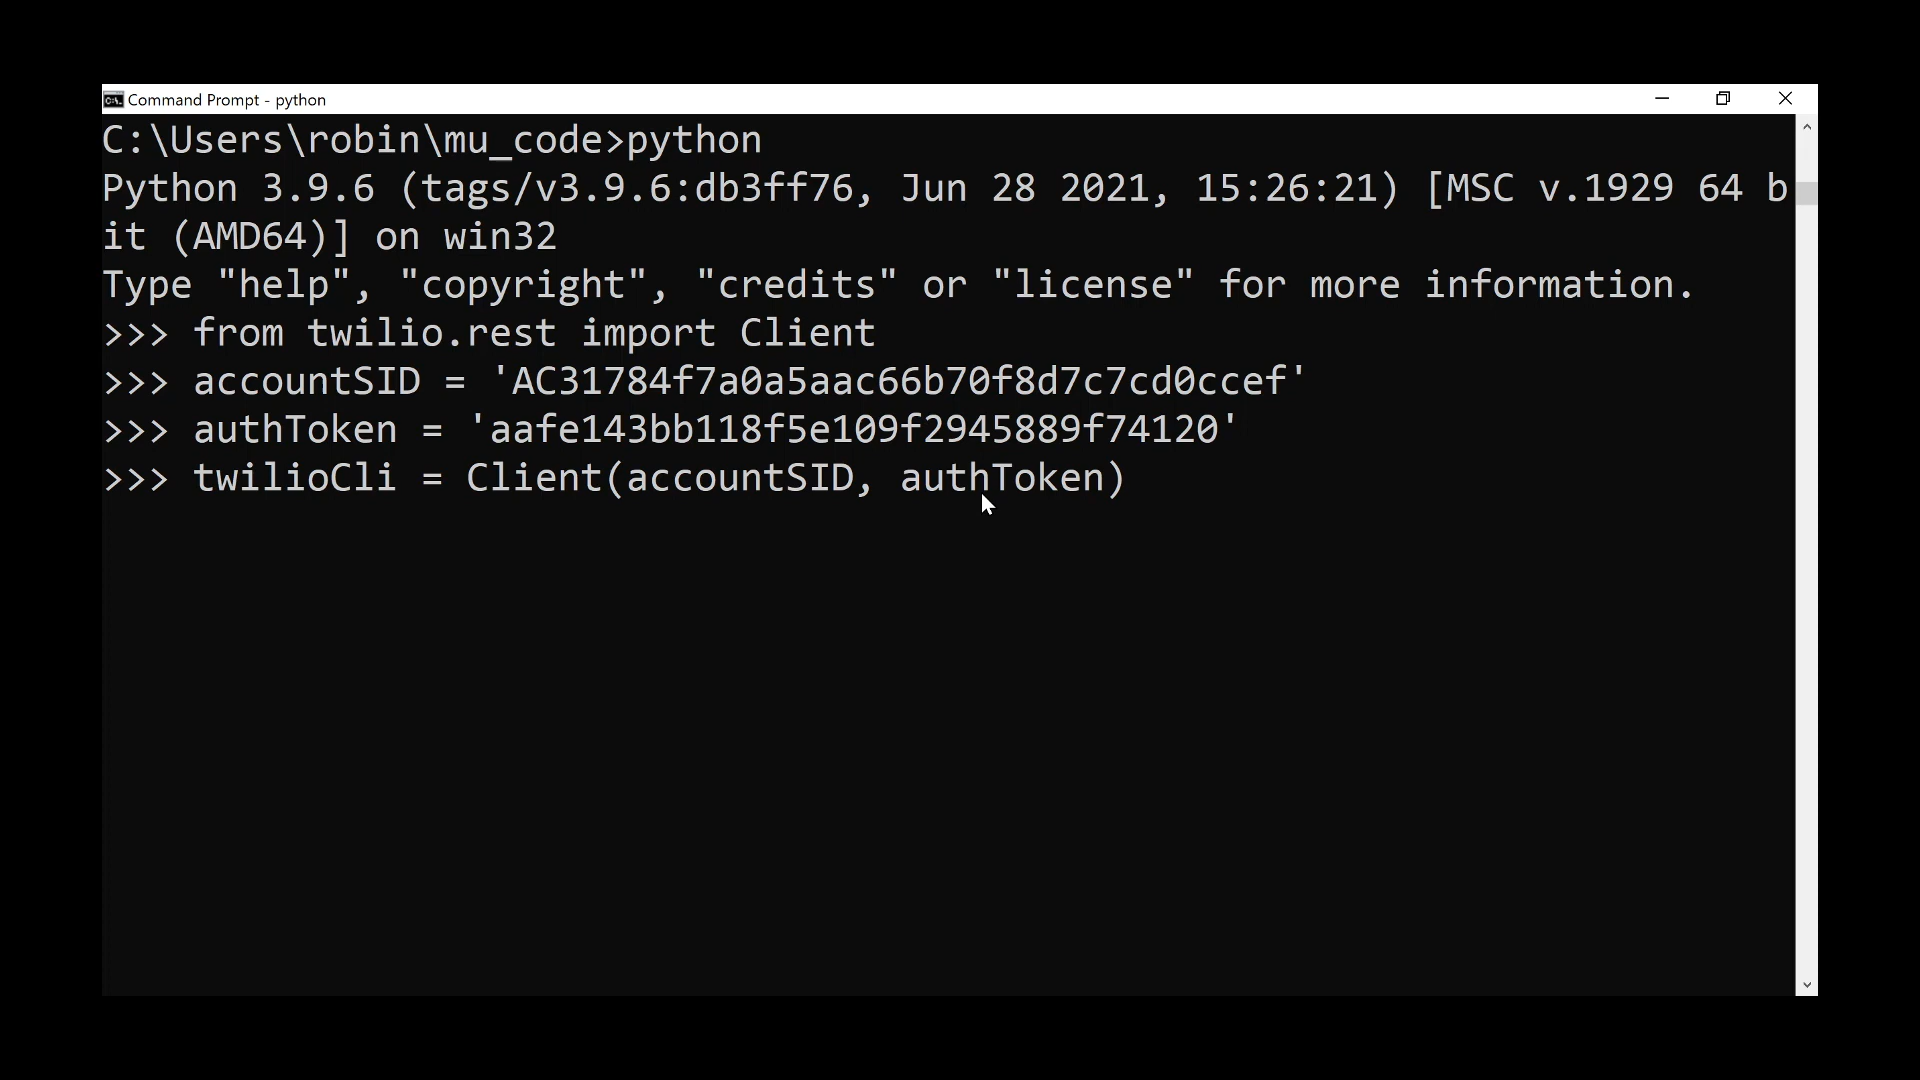 Command Prompt - python
C:\Users\robin\mu_code>python
Python 3.9.6 (tags/v3.9.6:db3ff76, Jun 28 2021, 15:26:21) [MSC v.1929 64 b
it (AMD64)] on win32
Type "help", "copyright", "credits" or "license" for more information.
>>> from twilio.rest import Client
>>> accountSID = 'AC31784f7a0a5aac66b70f8d7c7cd0ccef'
>>> authToken = 'aafe143bb118f5e109f2945889f74120'
>>> twilioCli = Client(accountSID, authToken)